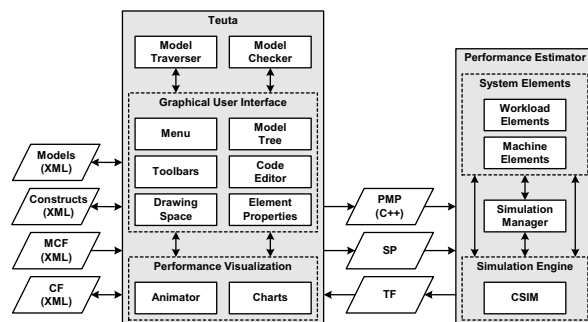 Teuta
Model
Traverser
Model
Checker
Graphical User Interface
Menu
Model
Tree
Toolbars
Code
Editor
Drawing
Space
Element
Properties
Performance Visualization
Animator
Charts
Models
(XML)
Constructs
(XML)
MCF
(XML)
CF
(XML)
PMP
(C++)
SP
TF
Performance Estimator
System Elements
Workload
Elements
Machine
Elements
Simulation
Manager
Simulation Engine
CSIM